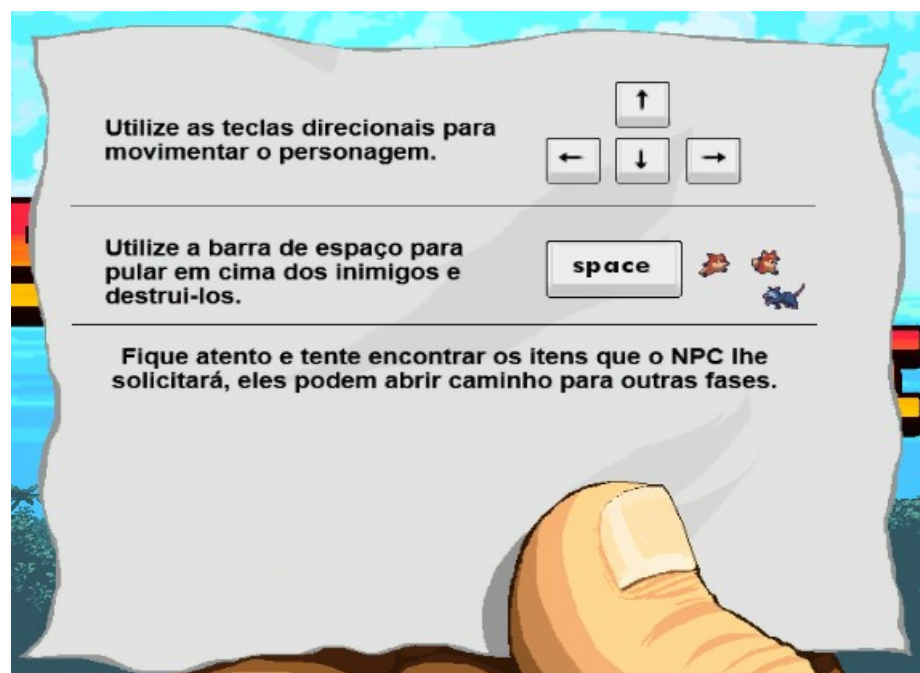 Utilize as teclas direcionais para
movimentar o personagem.
↑
← ↓ →
Utilize a barra de espaço para
pular em cima dos inimigos e
destrui-los.
space
Fique atento e tente encontrar os itens que o NPC lhe
solicitará, eles podem abrir caminho para outras fases.